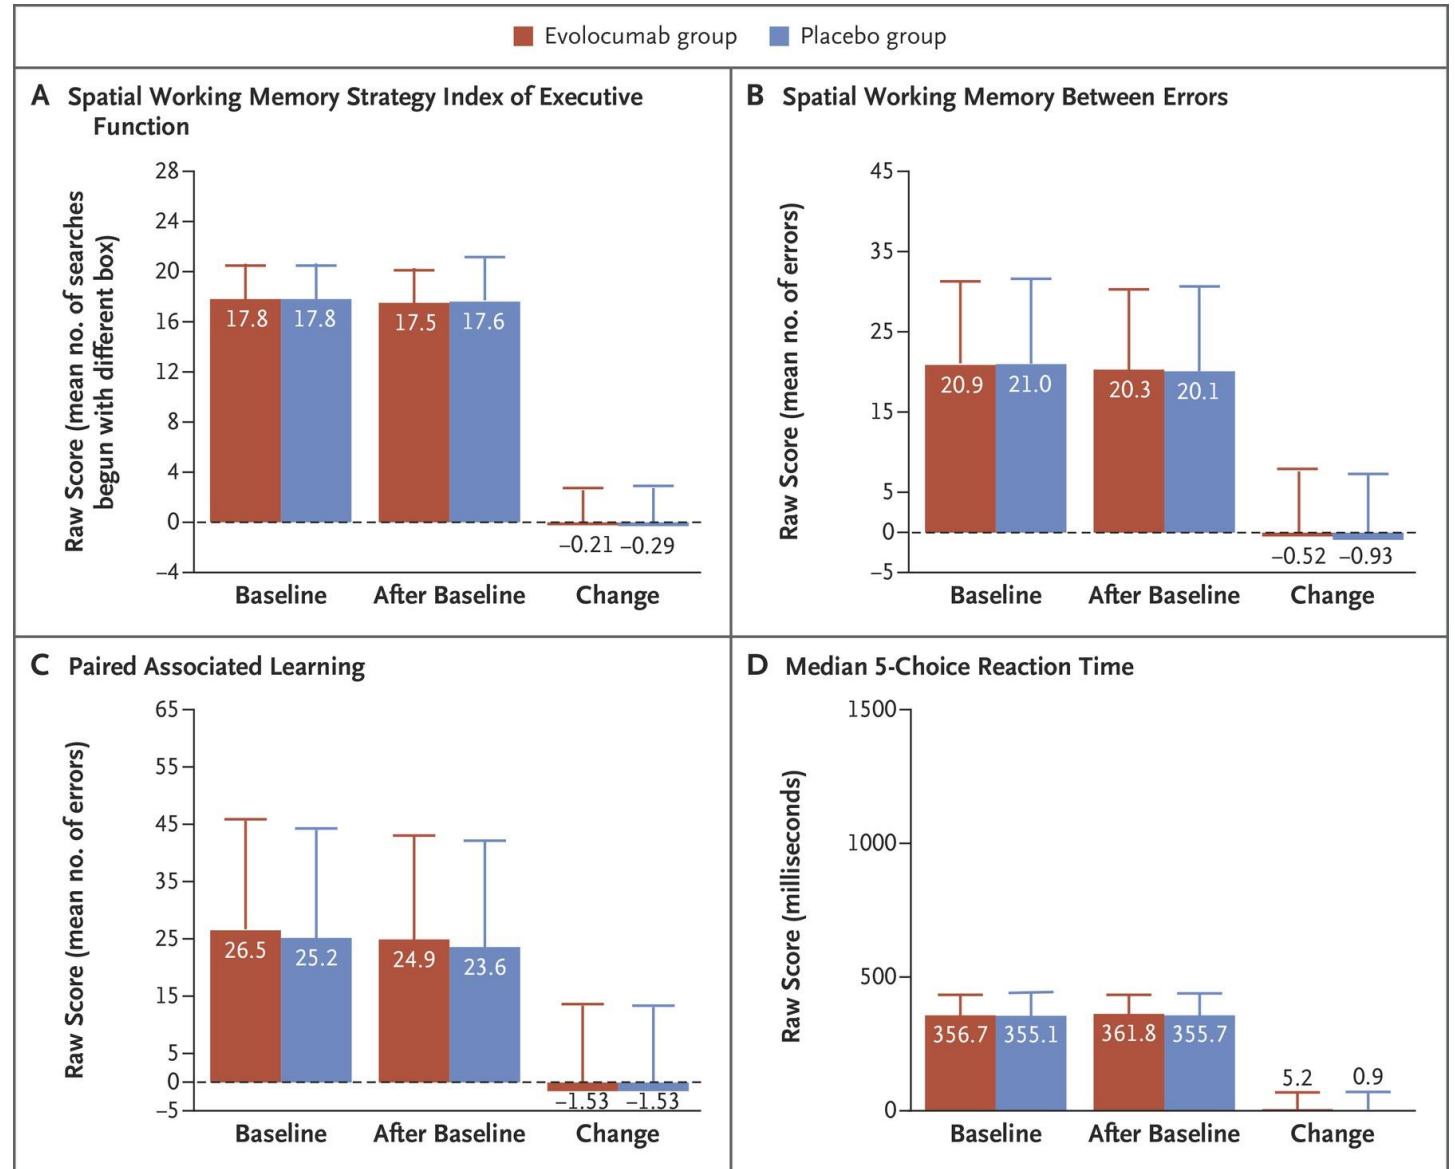 Evolocumab group Placebo group
A Spatial Working Memory Strategy Index of Executive
Function
Raw Score (mean no. of searches
begun with different box)
28
24
20
16
12
8
4
0
−4
17.8 17.8 17.5 17.6
−0.21 −0.29
Baseline After Baseline Change
B Spatial Working Memory Between Errors
Raw Score (mean no. of errors)
45
35
25
15
5
0
−5
20.9 21.0 20.3 20.1
−0.52 −0.93
Baseline After Baseline Change
C Paired Associated Learning
Raw Score (mean no. of errors)
65
55
45
35
25
15
5
0
−5
26.5 25.2 24.9 23.6
−1.53 −1.53
Baseline After Baseline Change
D Median 5-Choice Reaction Time
Raw Score (milliseconds)
1500
1000
500
0
356.7 355.1 361.8 355.7
5.2 0.9
Baseline After Baseline Change